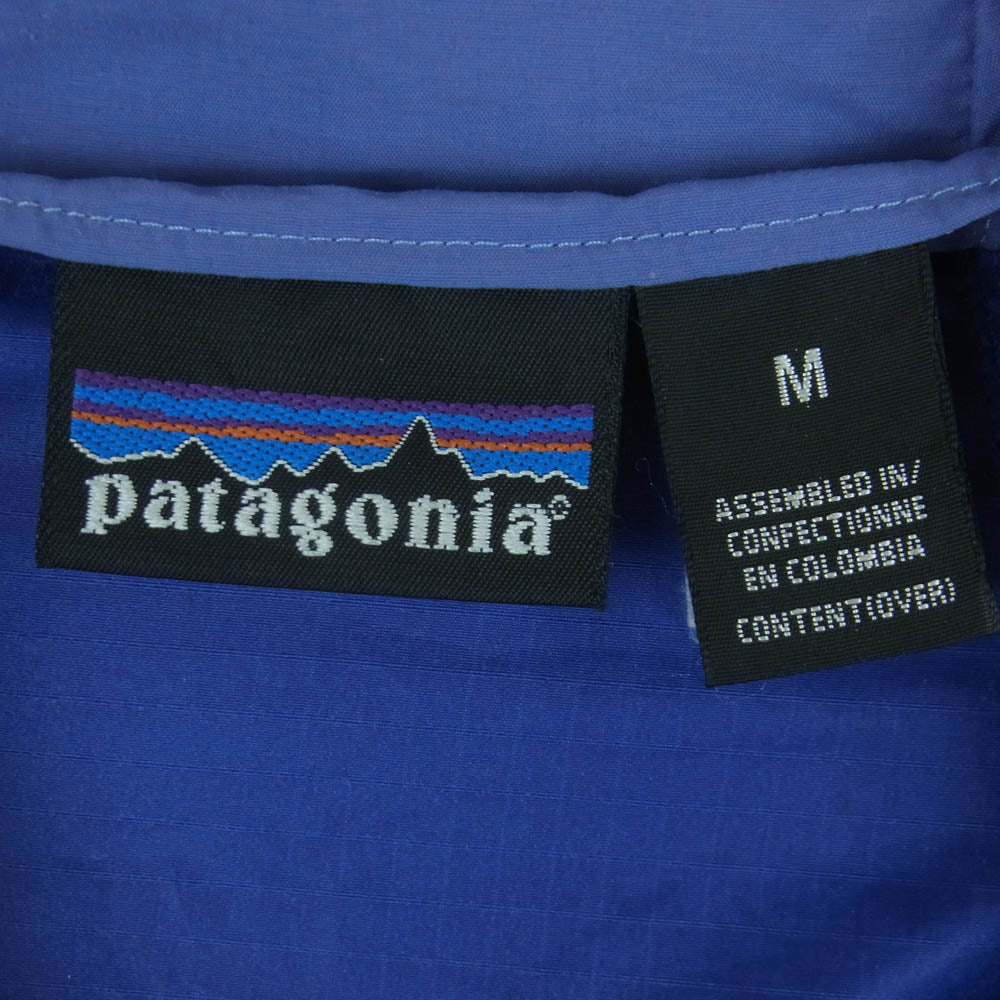 patagonia®
M
ASSEMBLED IN/
CONFECTIONNE
EN COLOMBIA
CONTENT(OVER)